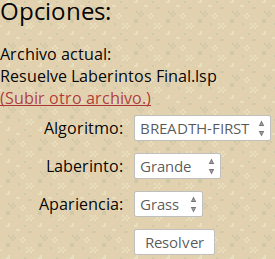 Opciones:
Archivo actual:
Resuelve Laberintos Final.lsp
(Subir otro archivo.)
Algoritmo: BREADTH-FIRST
Laberinto: Grande
Apariencia: Grass
Resolver